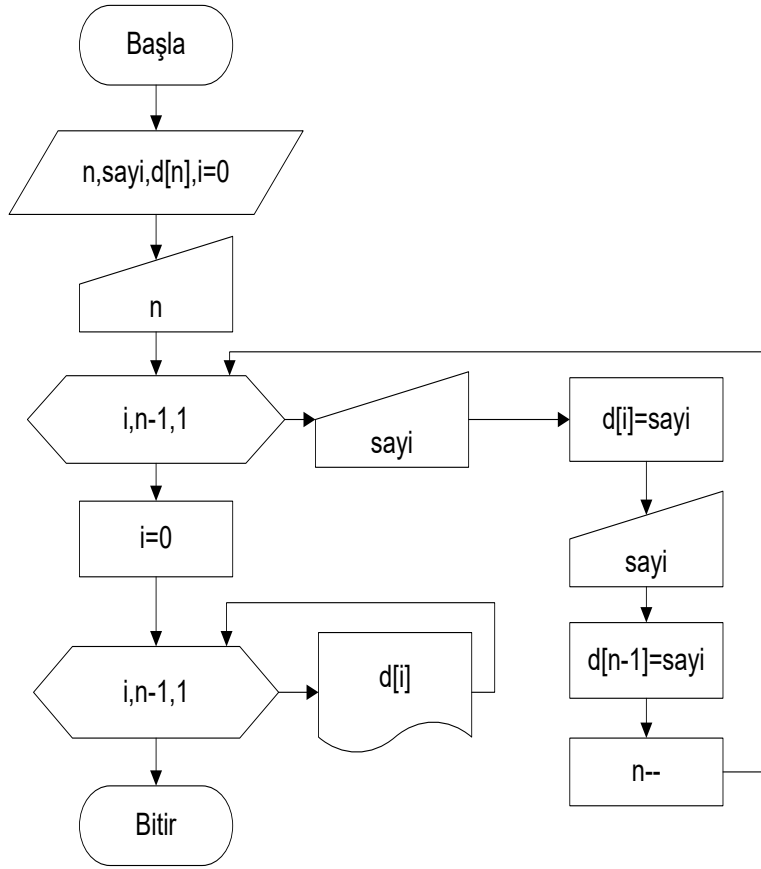 Başla
n,sayi,d[n],i=0
n
i,n-1,1
sayi
d[i]=sayi
sayi
d[n-1]=sayi
n--
i=0
i,n-1,1
d[i]
Bitir